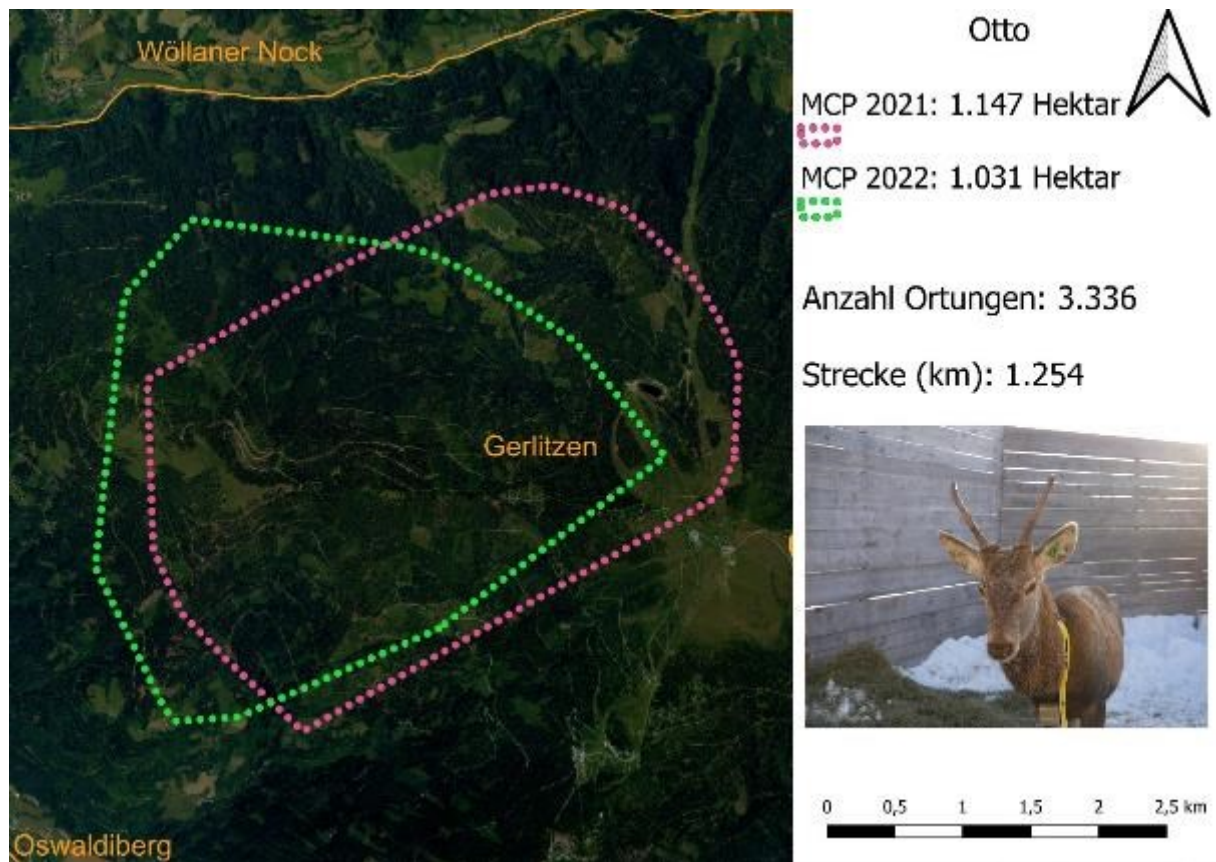 Wöllaner Nock
Gerlitzen
Oswaldiberg
Otto
MCP 2021: 1.147 Hektar
MCP 2022: 1.031 Hektar
Anzahl Ortungen: 3.336
Strecke (km): 1.254
0 0,5 1 1,5 2 2,5 km